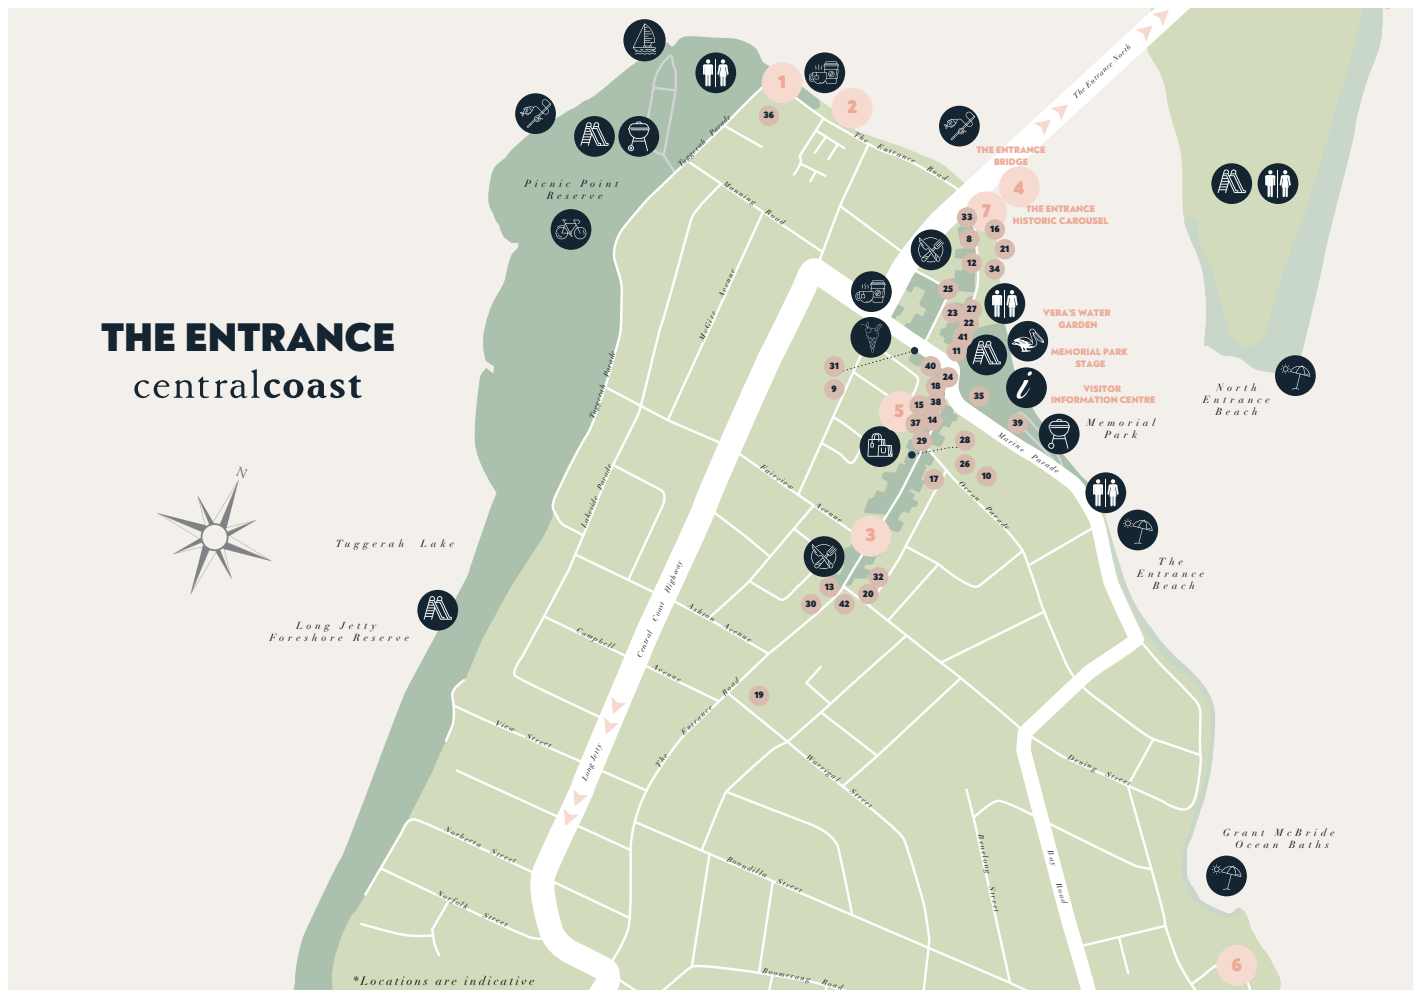 THE ENTRANCE
centralcoast
N
Picnic Point
Reserve
Tuggerah Lake
Long Jetty
Foreshore Reserve
1
36
2
Tuggerah Parade
The Entrance Road
Manning Road
McGirr Avenue
Tuggerah Parade
Lakeside Parade
The Entrance North
THE ENTRANCE
BRIDGE
4
7
THE ENTRANCE
HISTORIC CAROUSEL
33
16
8
21
12
34
25
27
23
22
41
11
VERA'S WATER
GARDEN
MEMORIAL PARK
STAGE
i
VISITOR
INFORMATION CENTRE
Memorial
Park
31
9
40
24
18
35
5
15
38
37
14
39
29
28
26
10
17
Marine Parade
Ocean Parade
North
Entrance
Beach
The
Entrance
Beach
Fairview Avenue
3
32
13
20
30
42
Central Coast Highway
Ashton Avenue
Campbell Avenue
19
The Entrance Road
View Street
Long Jetty
Warrigal Street
Dening Street
Norberta Street
Norfolk Street
Boondilla Street
Benelong Street
Bay Road
Boomerang Road
Grant McBride
Ocean Baths
6
*Locations are indicative